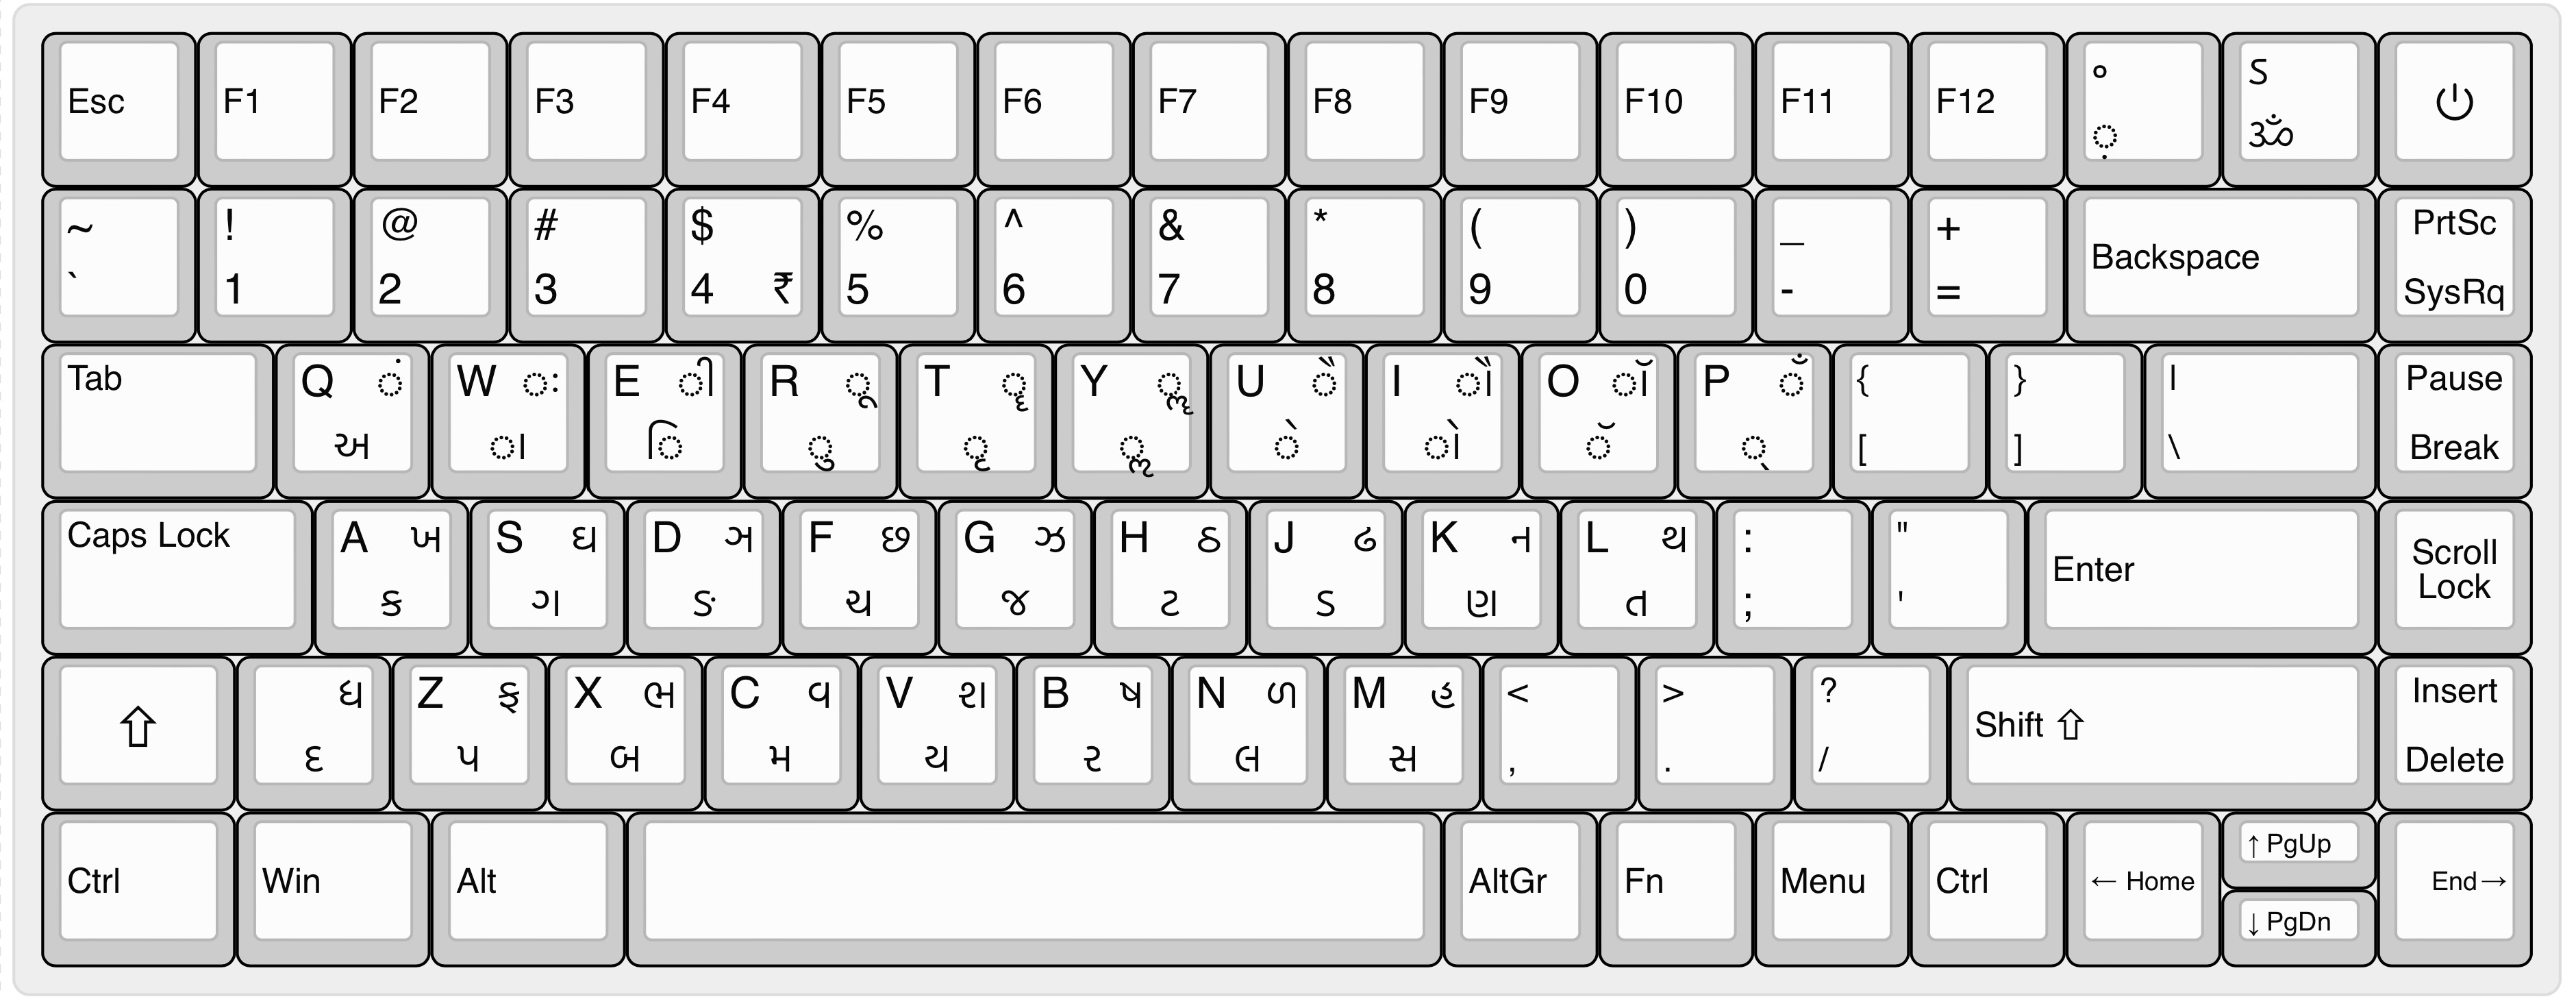 Esc F1 F2 F3 F4 F5 F6 F7 F8 F9 F10 F11 F12 ° ઽ
઼ ૐ
~ ! @ # $ % ^ & * ( ) _ + Backspace PrtSc
` 1 2 3 4 ₹ 5 6 7 8 9 0 - = SysRq
Tab Q ં W ઃ E ી R ૂ T ૄ Y ૣ U ૈ I ૌ O ૉ P ઁ { } | Pause
અ ા િ ુ ૃ ૢ ે ો ૅ ્ [ ] \ Break
Caps Lock A ખ S ઘ D ઞ F છ G ઝ H ઠ J ઢ K ન L થ : " Enter Scroll Lock
ક ગ ઙ ચ જ ટ ડ ણ ત ; '
⇧ ધ Z ફ X ભ C વ V શ B ષ N ળ M હ < > ? Shift ⇧ Insert
દ પ બ મ ય ર લ સ , . / Delete
Ctrl Win Alt AltGr Fn Menu Ctrl ← Home ↑ PgUp End→
↓ PgDn